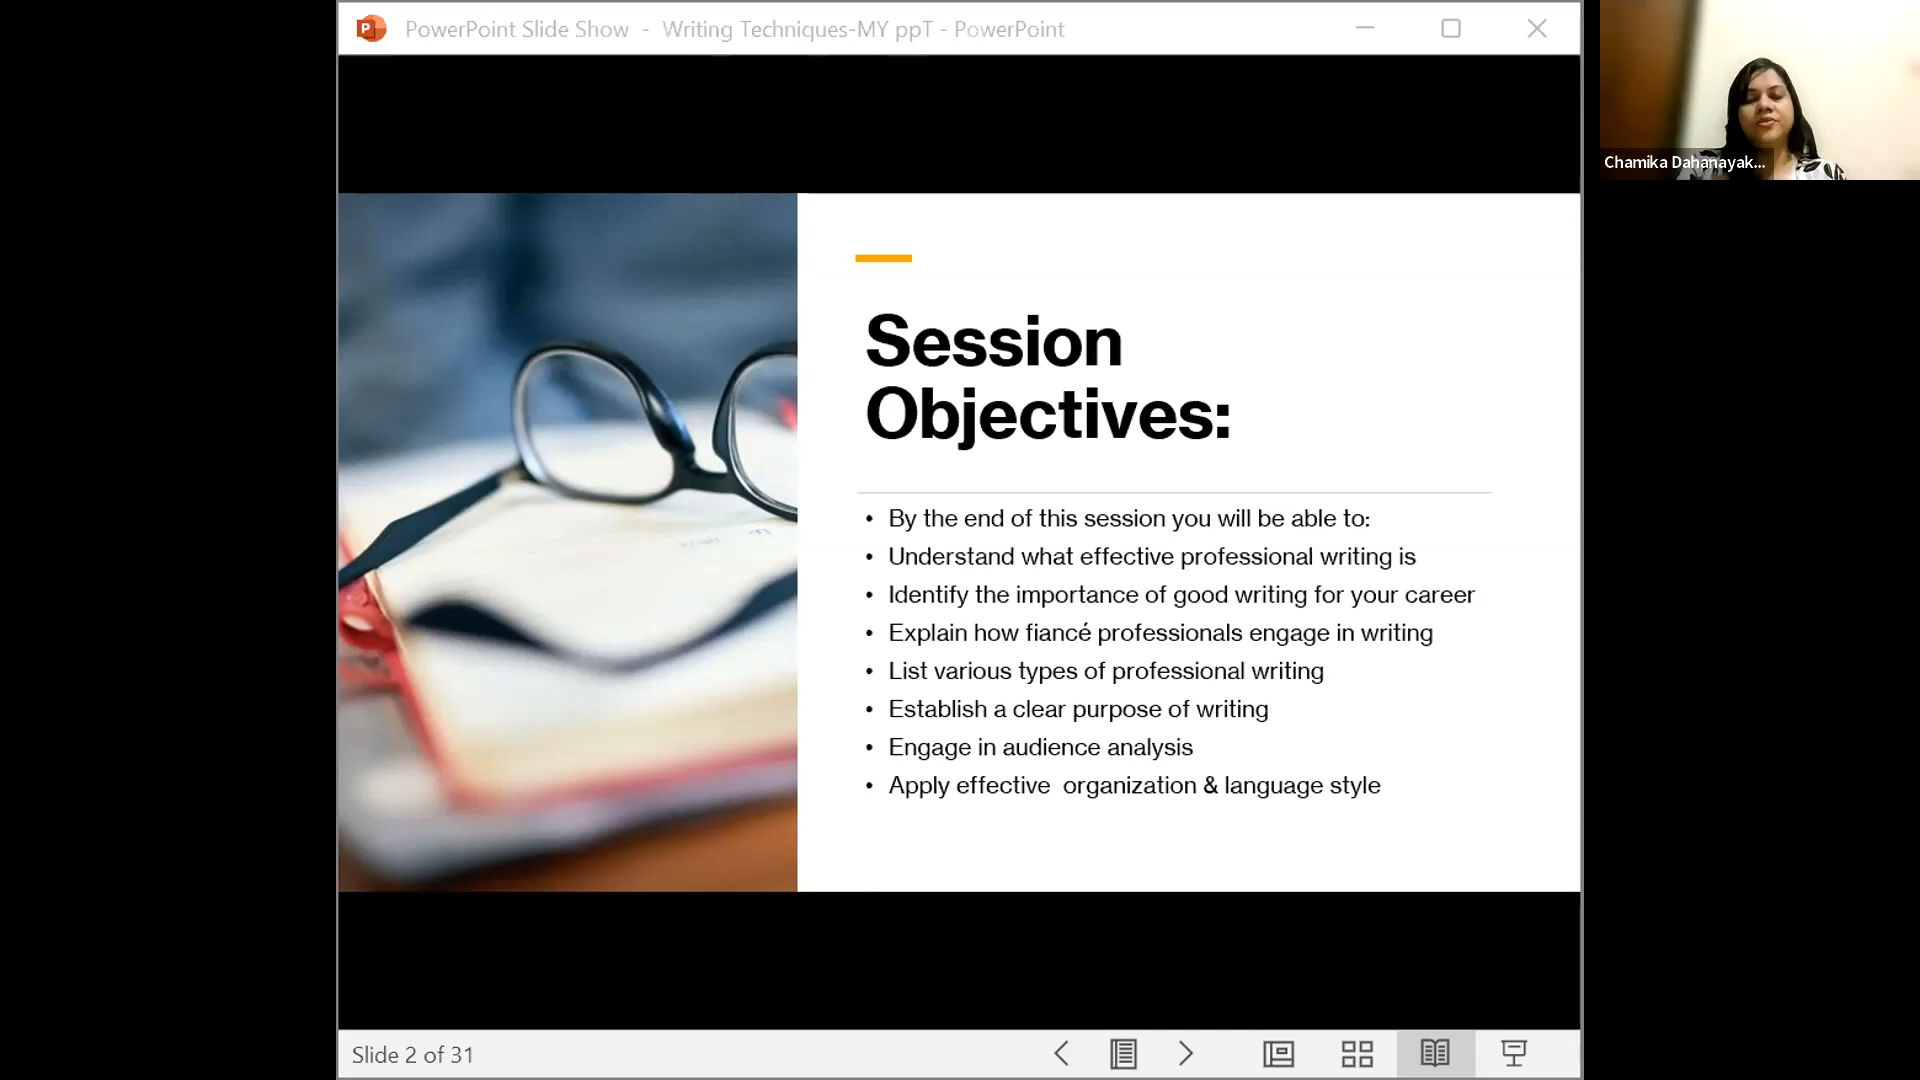 PowerPoint Slide Show - Writing Techniques-MY ppT - PowerPoint
Chamika Dahanayak...
Session
Objectives:
• By the end of this session you will be able to:
• Understand what effective professional writing is
• Identify the importance of good writing for your career
• Explain how fiancé professionals engage in writing
• List various types of professional writing
• Establish a clear purpose of writing
• Engage in audience analysis
• Apply effective  organization & language style
Slide 2 of 31